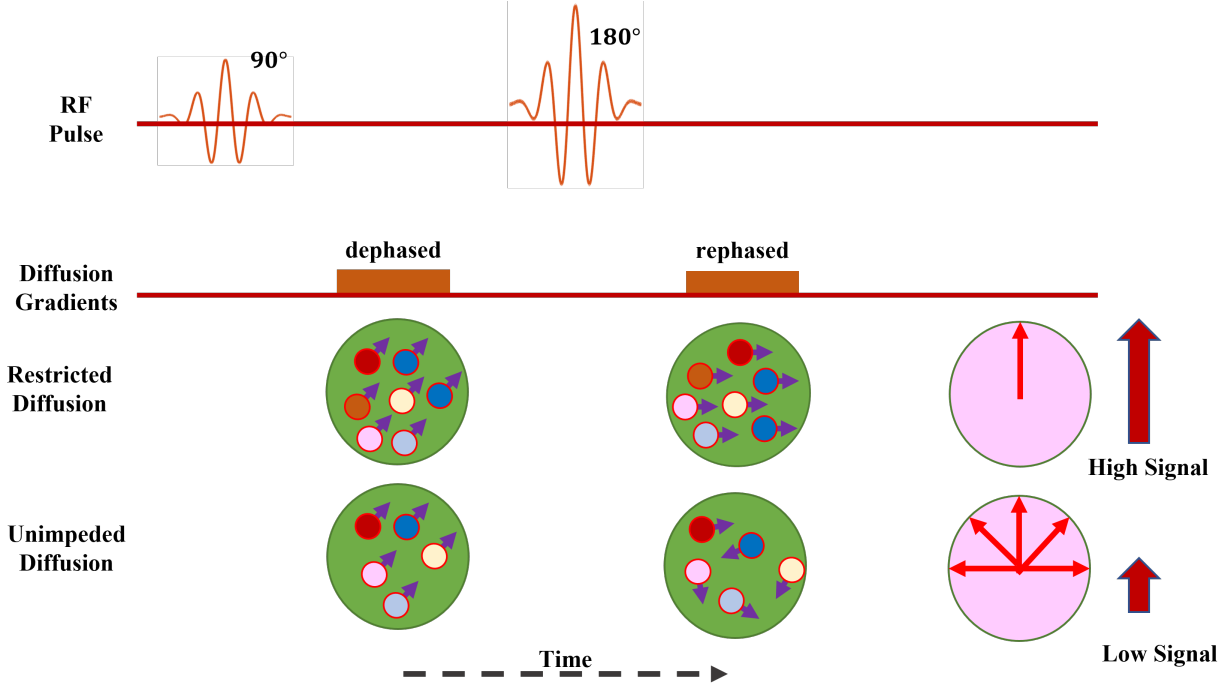 90°
180°
RF
Pulse
dephased
rephased
Diffusion
Gradients
Restricted
Diffusion
High Signal
Unimpeded
Diffusion
Low Signal
Time